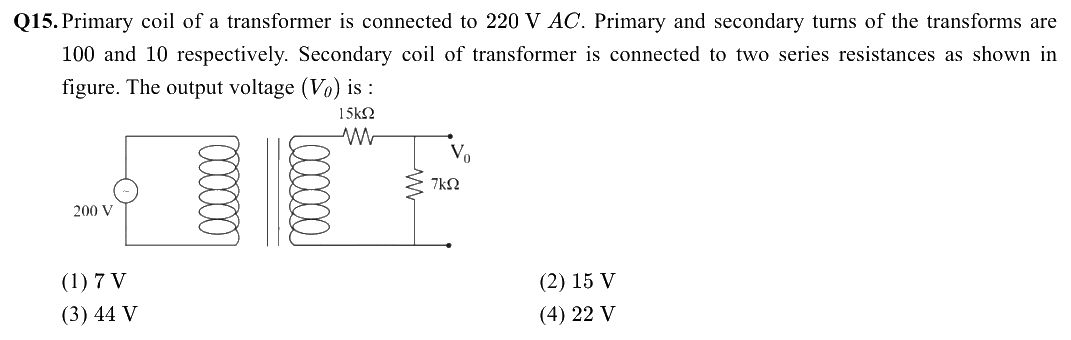 Q15. Primary coil of a transformer is connected to 220 V AC. Primary and secondary turns of the transforms are
100 and 10 respectively. Secondary coil of transformer is connected to two series resistances as shown in
figure. The output voltage (V₀) is :
15kΩ
V₀
7kΩ
~
200 V
(1) 7 V (2) 15 V
(3) 44 V (4) 22 V